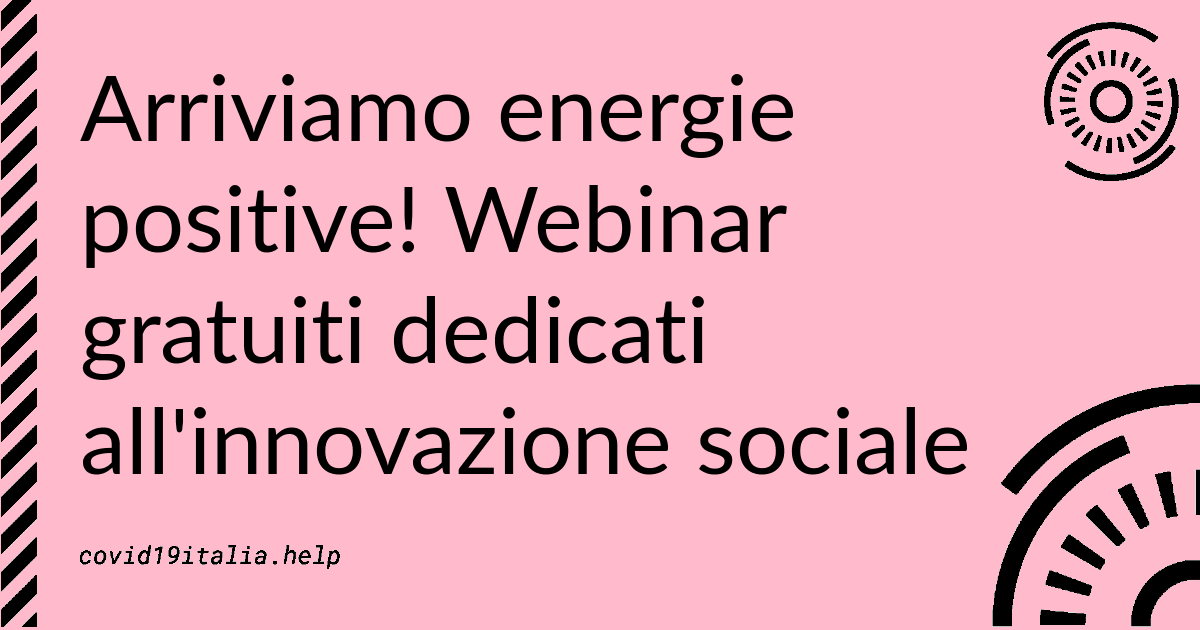 Arriviamo energie
positive! Webinar
gratuiti dedicati
all'innovazione sociale
covid19italia.help